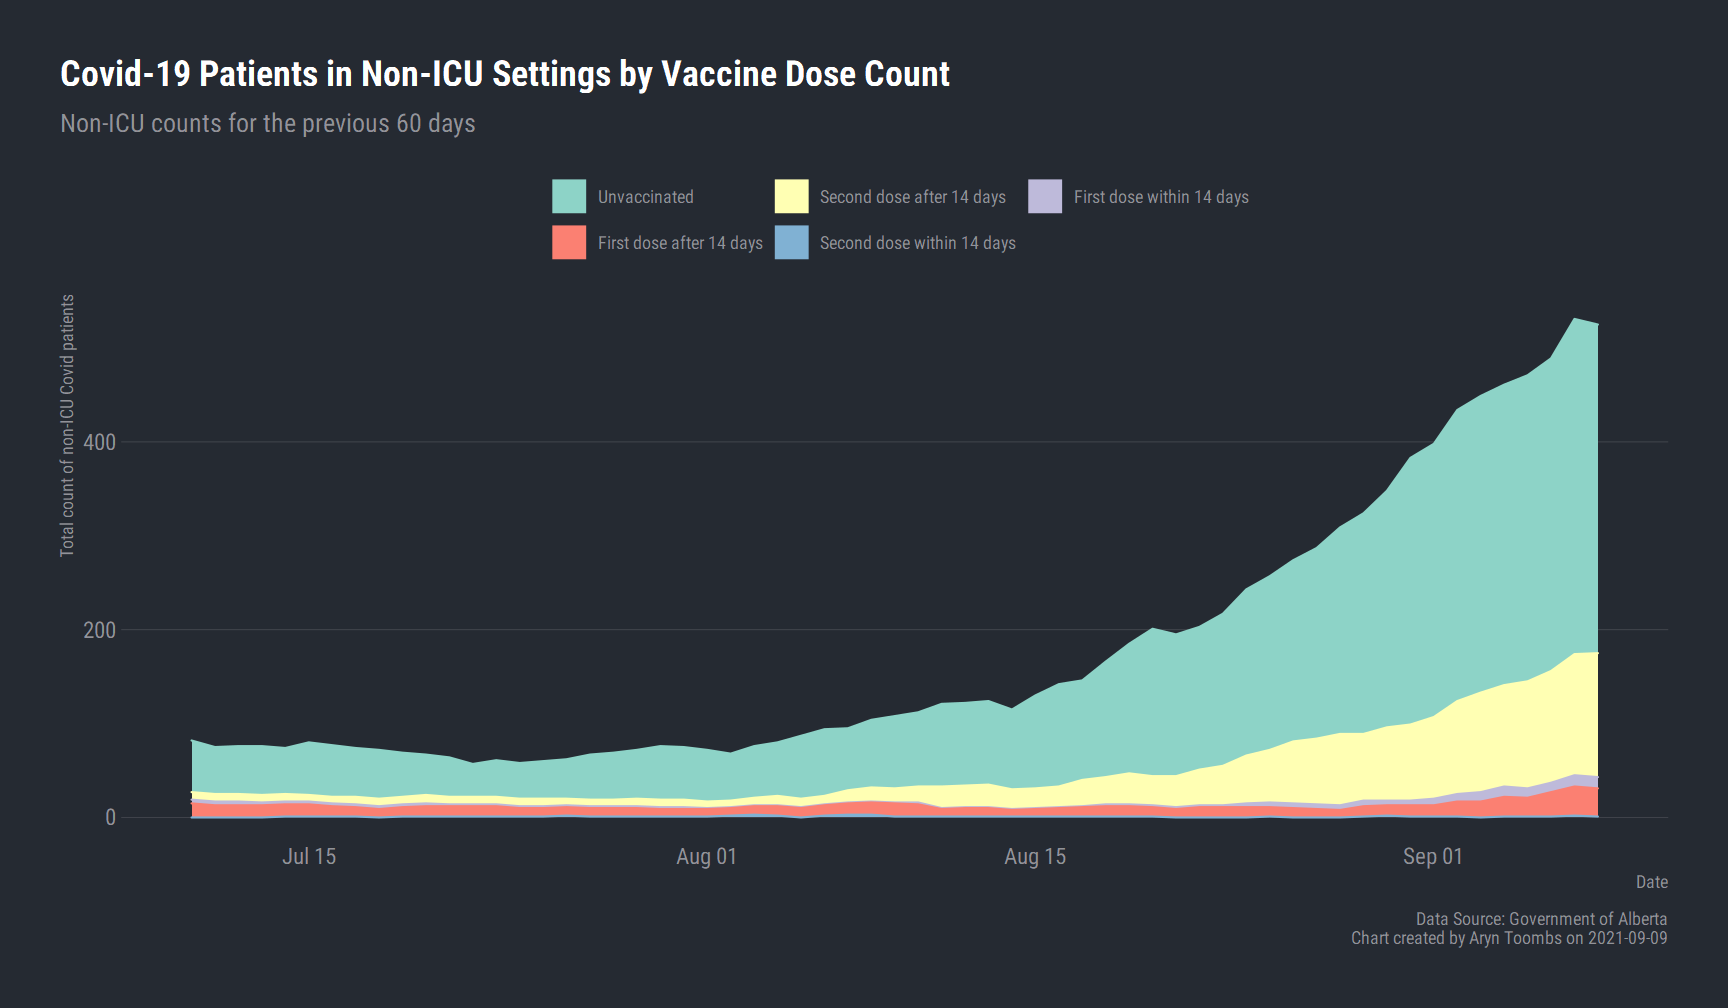 Covid-19 Patients in Non-ICU Settings by Vaccine Dose Count
Non-ICU counts for the previous 60 days
Unvaccinated
Second dose after 14 days
First dose within 14 days
First dose after 14 days
Second dose within 14 days
Total count of non-ICU Covid patients
400
200
0
Jul 15
Aug 01
Aug 15
Sep 01
Date
Data Source: Government of Alberta
Chart created by Aryn Toombs on 2021-09-09